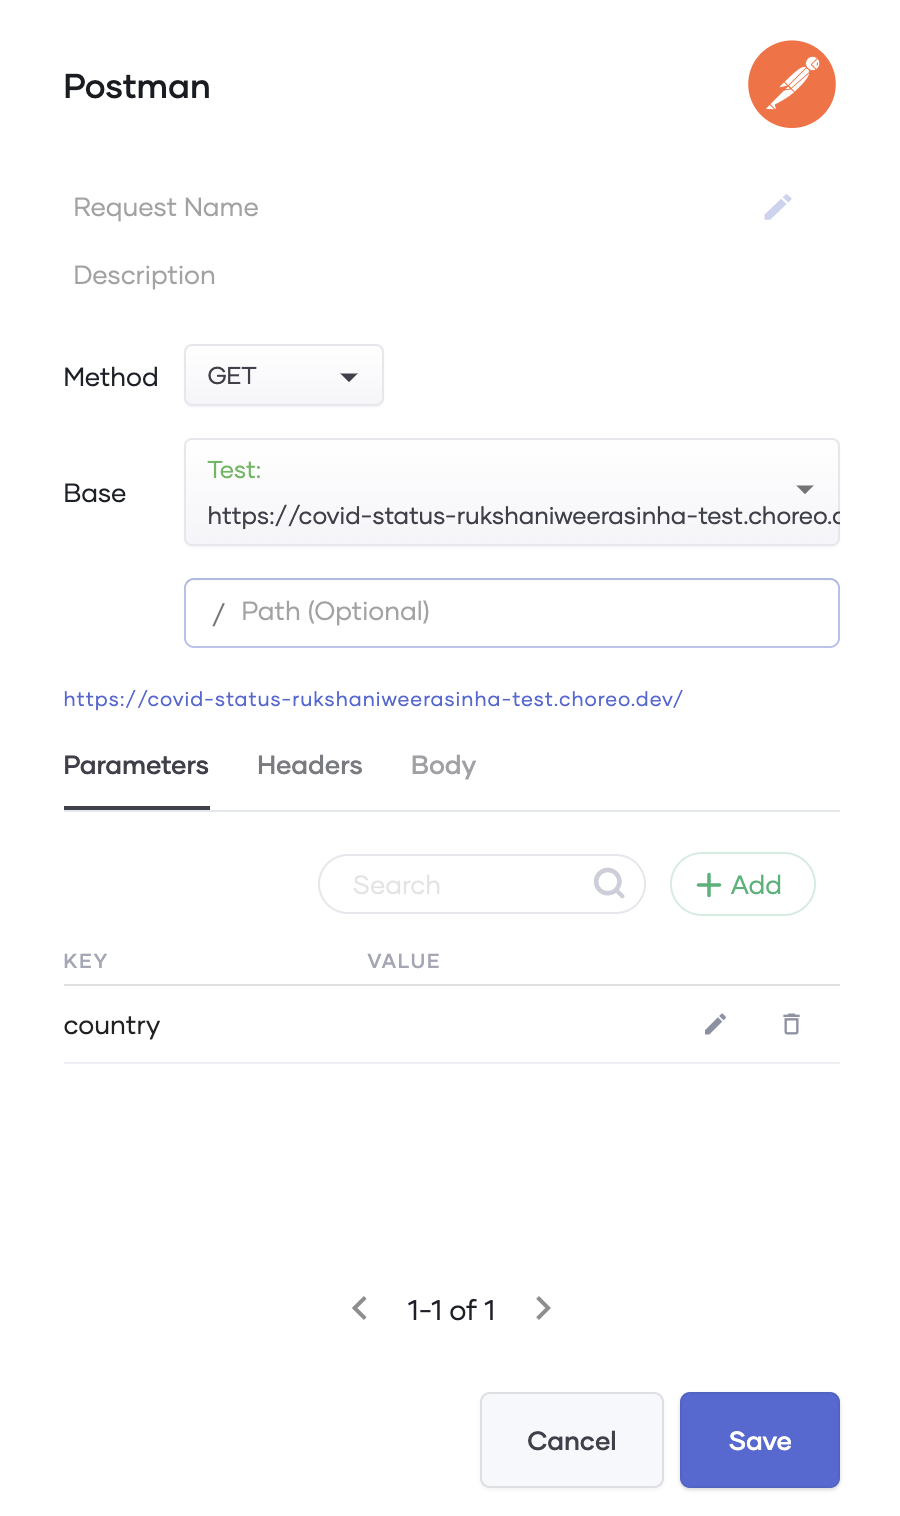 Postman
Request Name
Description
Method GET
Test:
Base
https://covid-status-rukshaniweerasinha-test.choreo.
/ Path (Optional)
https://covid-status-rukshaniweerasinha-test.choreo.dev/
Parameters Headers Body
Search + Add
KEY VALUE
country
1-1 of 1
Cancel Save